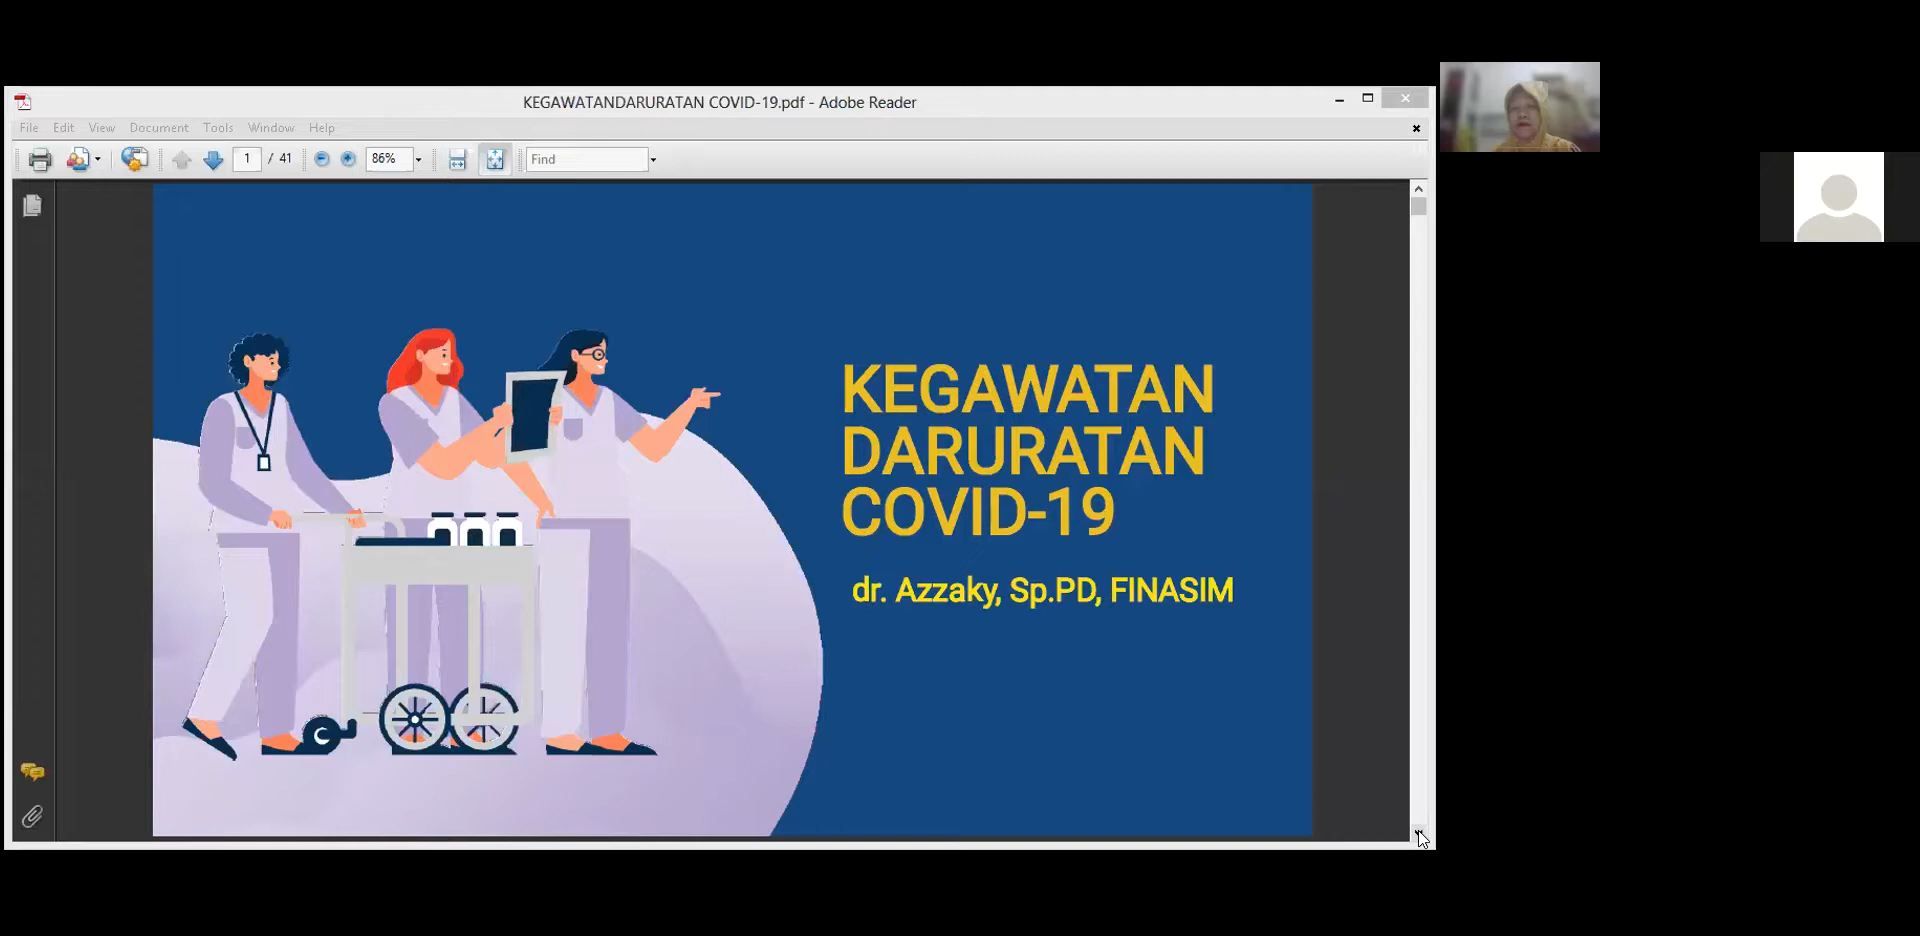 KEGAWATANDARURATAN COVID-19.pdf - Adobe Reader
File Edit View Document Tools Window Help
1 / 41 86% Find
KEGAWATAN
DARURATAN
COVID-19
dr. Azzaky, Sp.PD, FINASIM